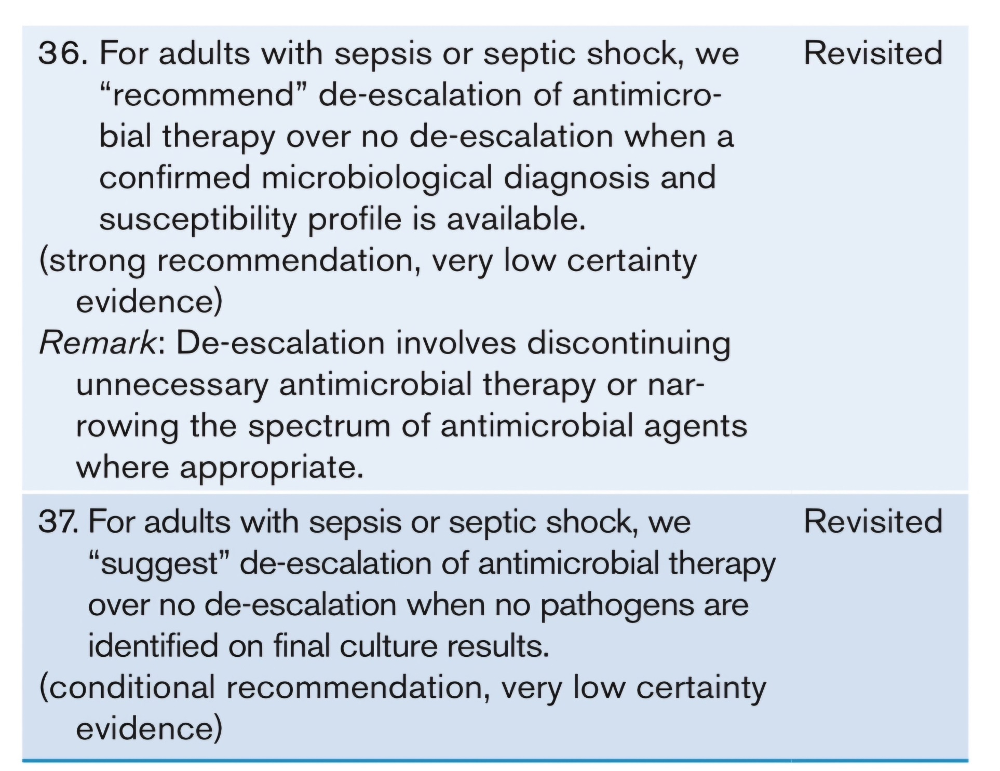 36. For adults with sepsis or septic shock, we Revisited
“recommend” de-escalation of antimicro-
bial therapy over no de-escalation when a
confirmed microbiological diagnosis and
susceptibility profile is available.
(strong recommendation, very low certainty
evidence)
Remark: De-escalation involves discontinuing
unnecessary antimicrobial therapy or nar-
rowing the spectrum of antimicrobial agents
where appropriate.
37. For adults with sepsis or septic shock, we Revisited
“suggest” de-escalation of antimicrobial therapy
over no de-escalation when no pathogens are
identified on final culture results.
(conditional recommendation, very low certainty
evidence)